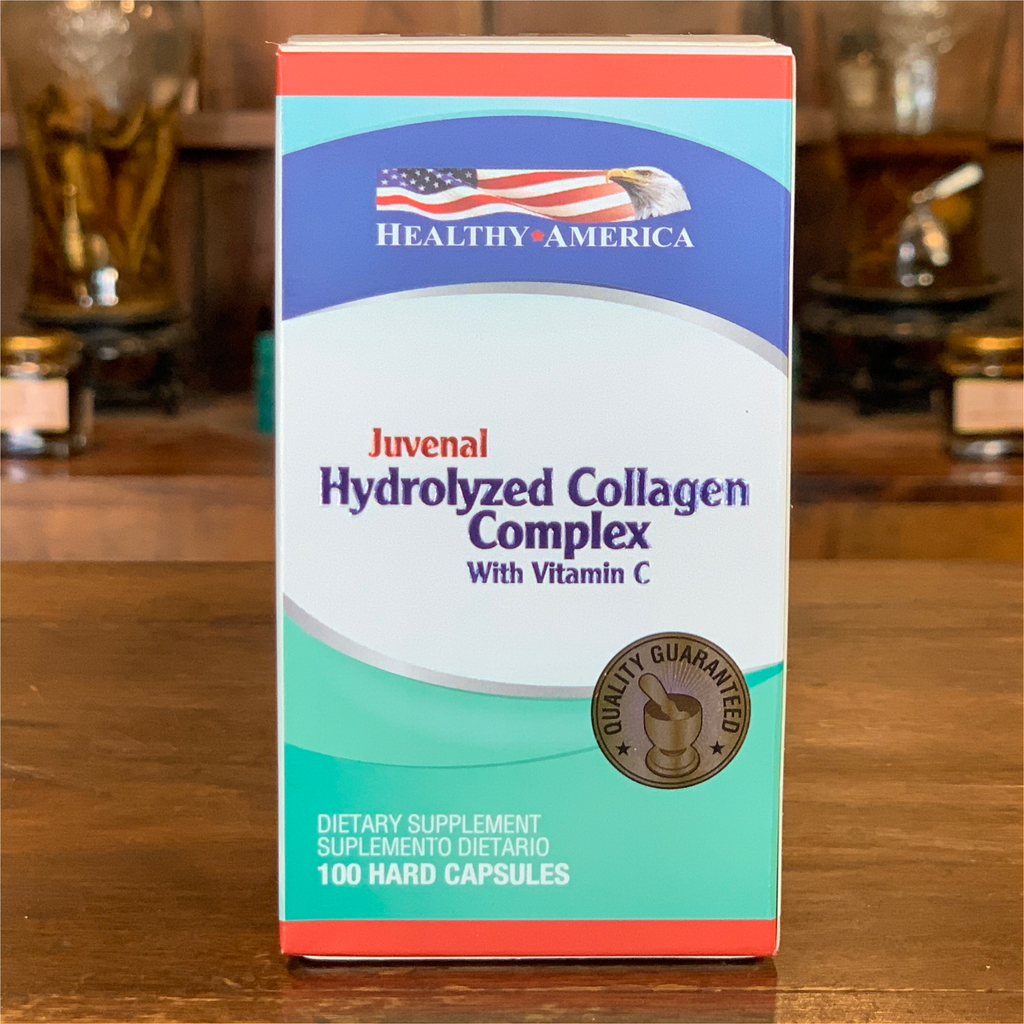 HEALTHY★AMERICA
Juvenal
Hydrolyzed Collagen
Complex
With Vitamin C
QUALITY GUARANTEED
DIETARY SUPPLEMENT
SUPLEMENTO DIETARIO
100 HARD CAPSULES